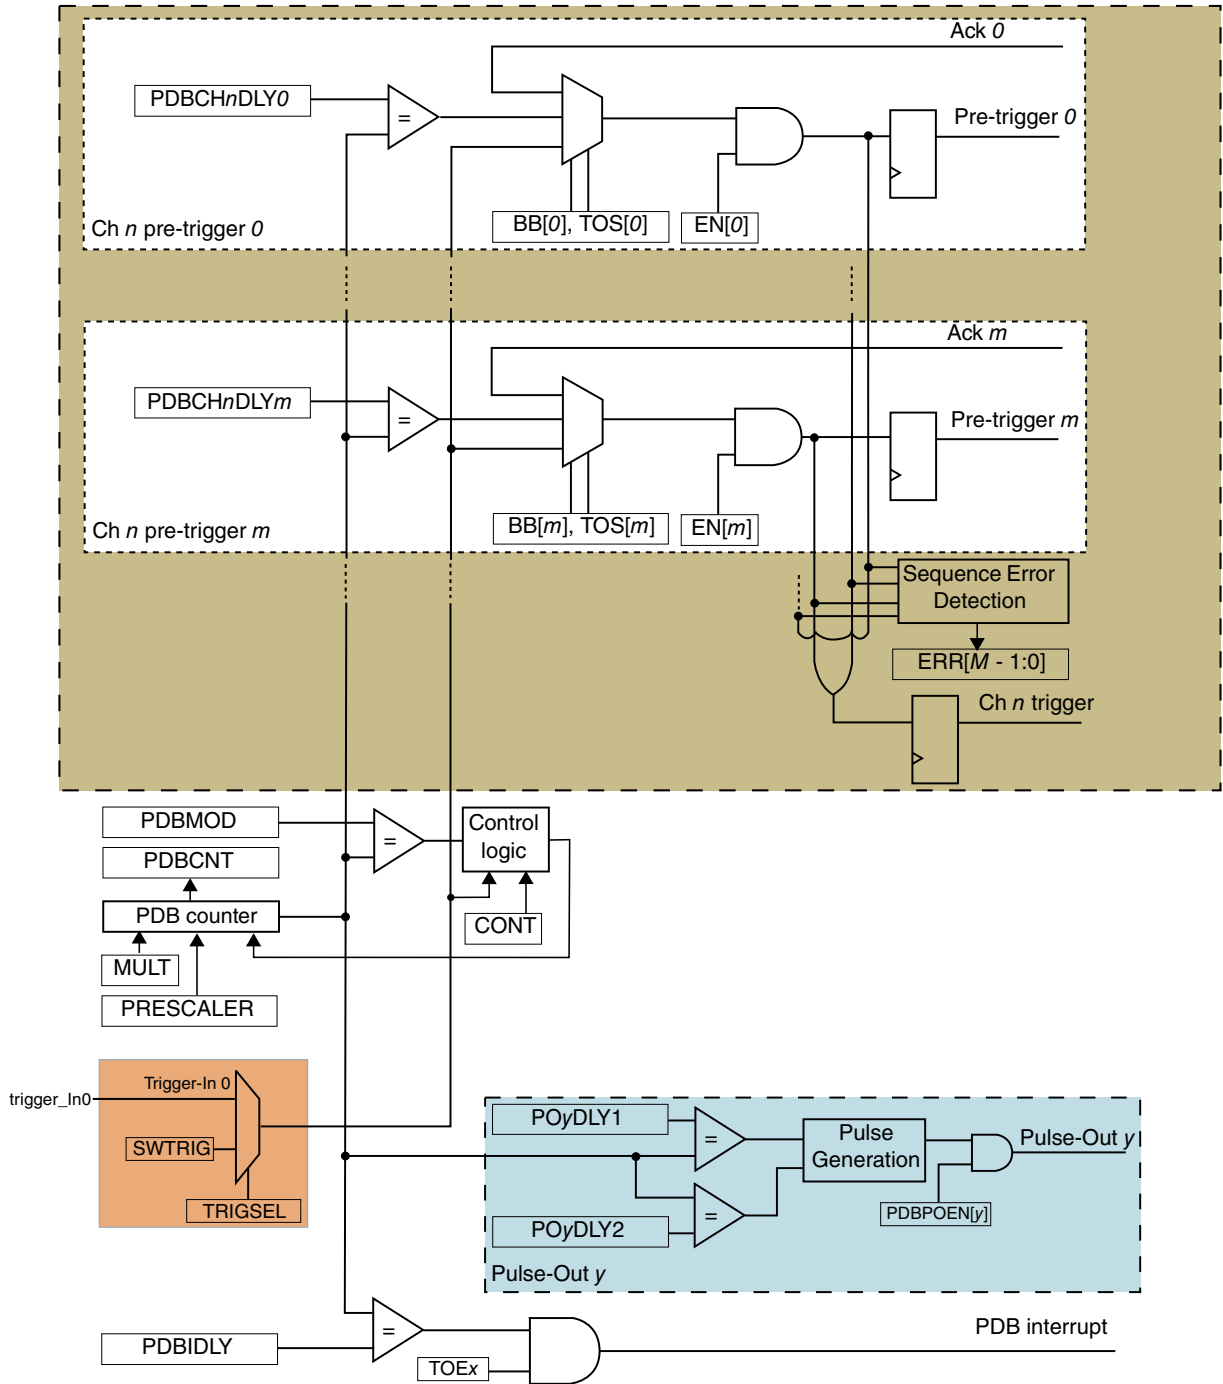 Ack 0
PDBCHnDLY0
=
Pre-trigger 0
BB[0], TOS[0]
EN[0]
Ch n pre-trigger 0
Ack m
PDBCHnDLYm
=
Pre-trigger m
BB[m], TOS[m]
EN[m]
Ch n pre-trigger m
Sequence Error
Detection
ERR[M - 1:0]
Ch n trigger
PDBMOD
=
Control
logic
PDBCNT
PDB counter
CONT
MULT
PRESCALER
trigger_In0
Trigger-In 0
SWTRIG
TRIGSEL
POyDLY1
=
Pulse
Generation
Pulse-Out y
PDBPOEN[y]
=
POyDLY2
Pulse-Out y
PDBIDLY
=
TOEx
PDB interrupt